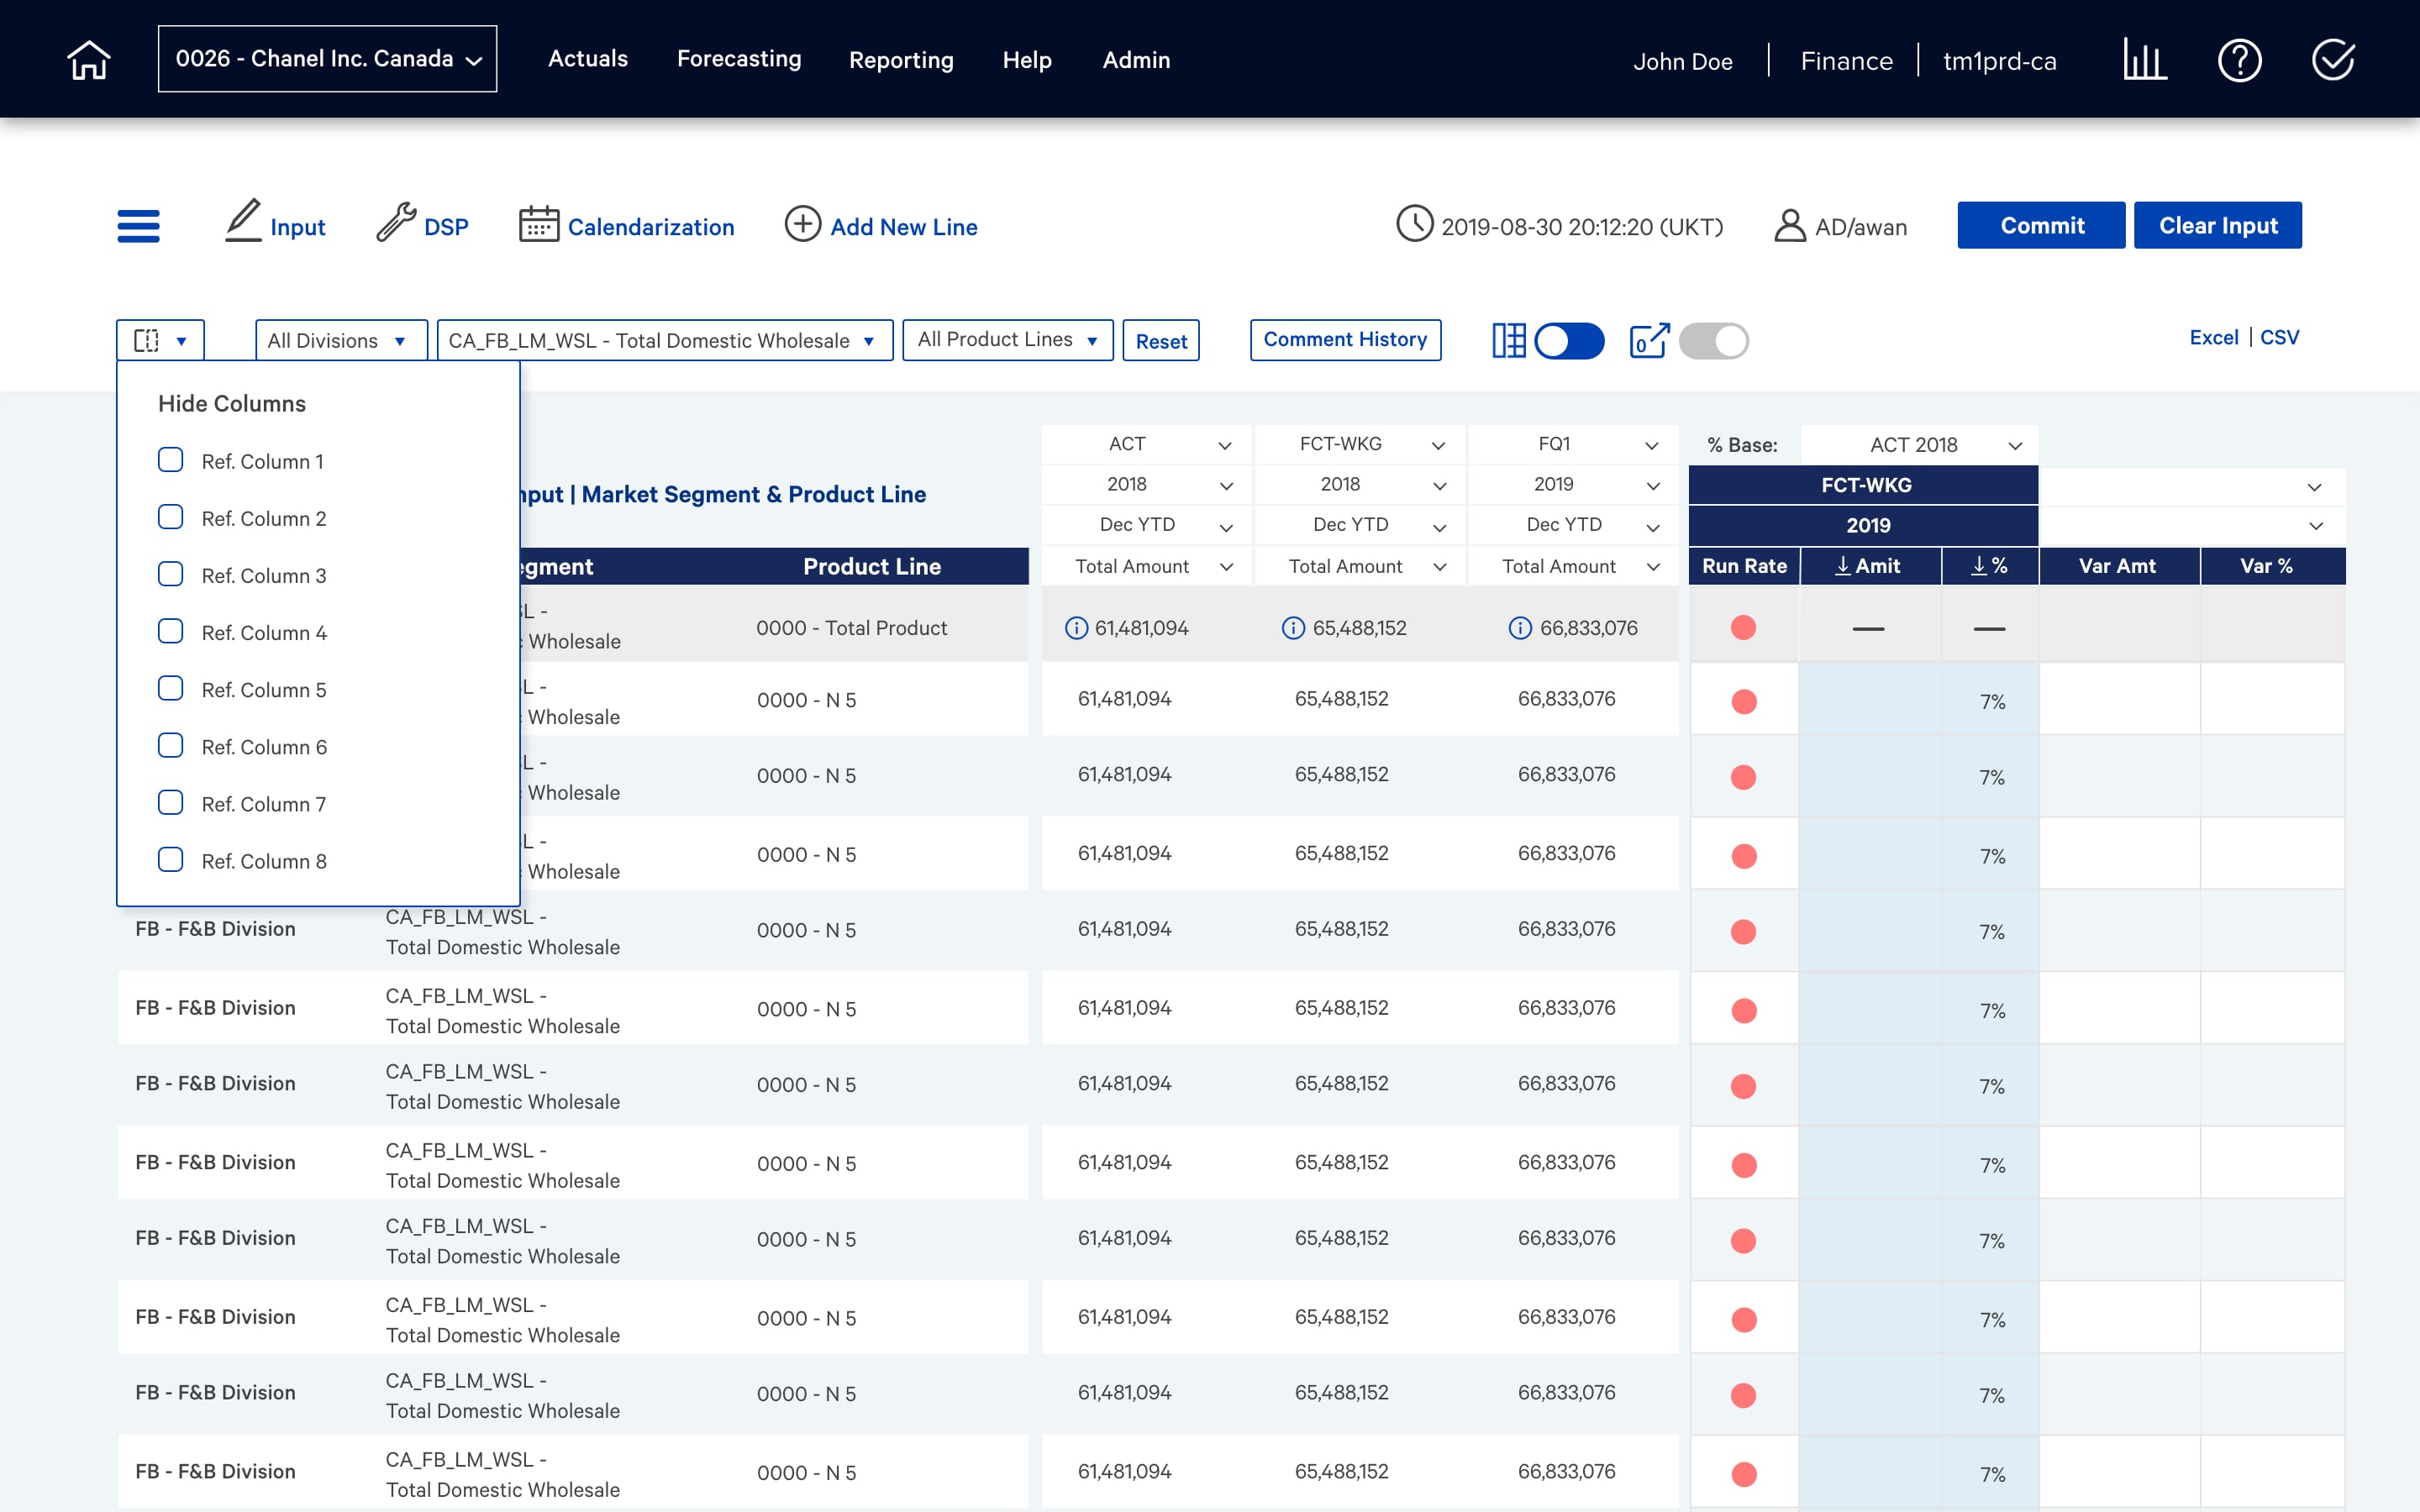 0026 - Chanel Inc. Canada
Actuals
Forecasting
Reporting
Help
Admin
John Doe
Finance
tm1prd-ca
Input
DSP
Calendarization
Add New Line
2019-08-30 20:12:20 (UKT)
AD/awan
Commit
Clear Input
All Divisions
CA_FB_LM_WSL - Total Domestic Wholesale
All Product Lines
Reset
Comment History
0
Excel | CSV
Hide Columns
Ref. Column 1
Ref. Column 2
Ref. Column 3
Ref. Column 4
Ref. Column 5
Ref. Column 6
Ref. Column 7
Ref. Column 8
nput | Market Segment & Product Line
ACT
FCT-WKG
FQ1
% Base:
ACT 2018
2018
2018
2019
FCT-WKG
Dec YTD
Dec YTD
Dec YTD
2019
egment
Product Line
Total Amount
Total Amount
Total Amount
Run Rate
Amit
%
Var Amt
Var %
SL -
Wholesale
0000 - Total Product
61,481,094
65,488,152
66,833,076
— —
L -
Wholesale
0000 - N 5
61,481,094
65,488,152
66,833,076
7%
L -
Wholesale
0000 - N 5
61,481,094
65,488,152
66,833,076
7%
L -
Wholesale
0000 - N 5
61,481,094
65,488,152
66,833,076
7%
FB - F&B Division
CA_FB_LM_WSL -
Total Domestic Wholesale
0000 - N 5
61,481,094
65,488,152
66,833,076
7%
FB - F&B Division
CA_FB_LM_WSL -
Total Domestic Wholesale
0000 - N 5
61,481,094
65,488,152
66,833,076
7%
FB - F&B Division
CA_FB_LM_WSL -
Total Domestic Wholesale
0000 - N 5
61,481,094
65,488,152
66,833,076
7%
FB - F&B Division
CA_FB_LM_WSL -
Total Domestic Wholesale
0000 - N 5
61,481,094
65,488,152
66,833,076
7%
FB - F&B Division
CA_FB_LM_WSL -
Total Domestic Wholesale
0000 - N 5
61,481,094
65,488,152
66,833,076
7%
FB - F&B Division
CA_FB_LM_WSL -
Total Domestic Wholesale
0000 - N 5
61,481,094
65,488,152
66,833,076
7%
FB - F&B Division
CA_FB_LM_WSL -
Total Domestic Wholesale
0000 - N 5
61,481,094
65,488,152
66,833,076
7%
FB - F&B Division
CA_FB_LM_WSL -
Total Domestic Wholesale
0000 - N 5
61,481,094
65,488,152
66,833,076
7%